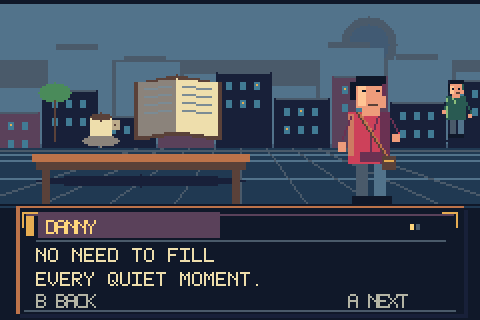 DANNY
NO NEED TO FILL
EVERY QUIET MOMENT.
B BACK
A NEXT